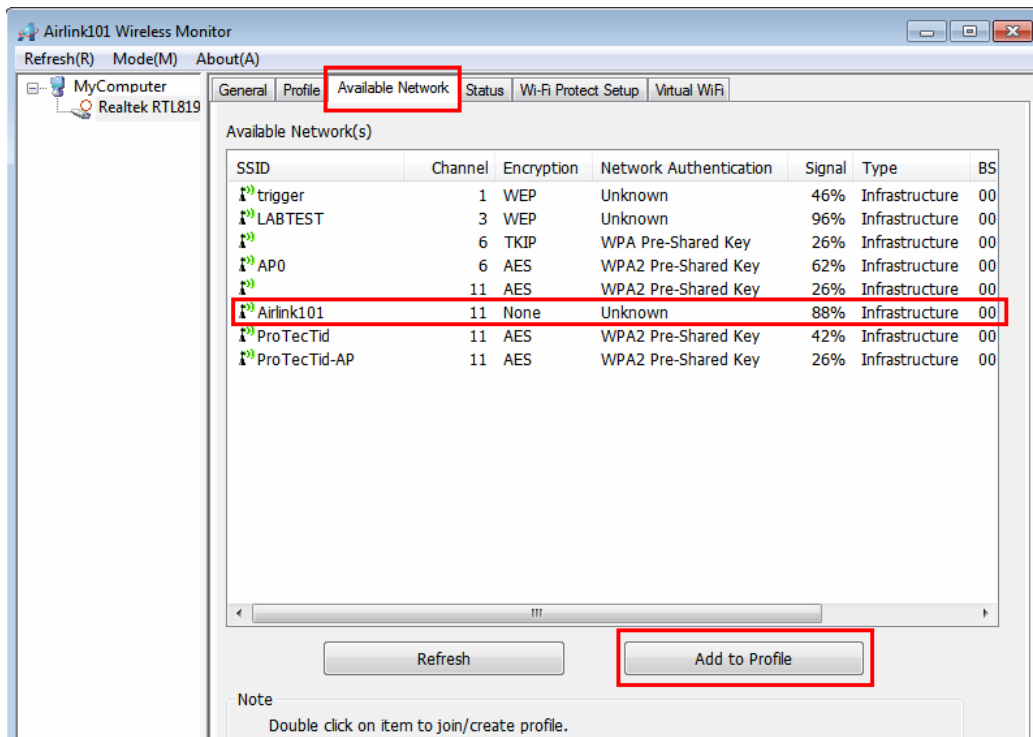 Airlink101 Wireless Monitor
Refresh(R) Mode(M) About(A)
MyComputer
Realtek RTL819
General Profile Available Network Status Wi-Fi Protect Setup Virtual WiFi
Available Network(s)
SSID Channel Encryption Network Authentication Signal Type BS
trigger 1 WEP Unknown 46% Infrastructure 00
LABTEST 3 WEP Unknown 96% Infrastructure 00
6 TKIP WPA Pre-Shared Key 26% Infrastructure 00
AP0 6 AES WPA2 Pre-Shared Key 62% Infrastructure 00
11 AES WPA2 Pre-Shared Key 26% Infrastructure 00
Airlink101 11 None Unknown 88% Infrastructure 00
ProTecTid 11 AES WPA2 Pre-Shared Key 42% Infrastructure 00
ProTecTid-AP 11 AES WPA2 Pre-Shared Key 26% Infrastructure 00
Refresh Add to Profile
Note
Double click on item to join/create profile.